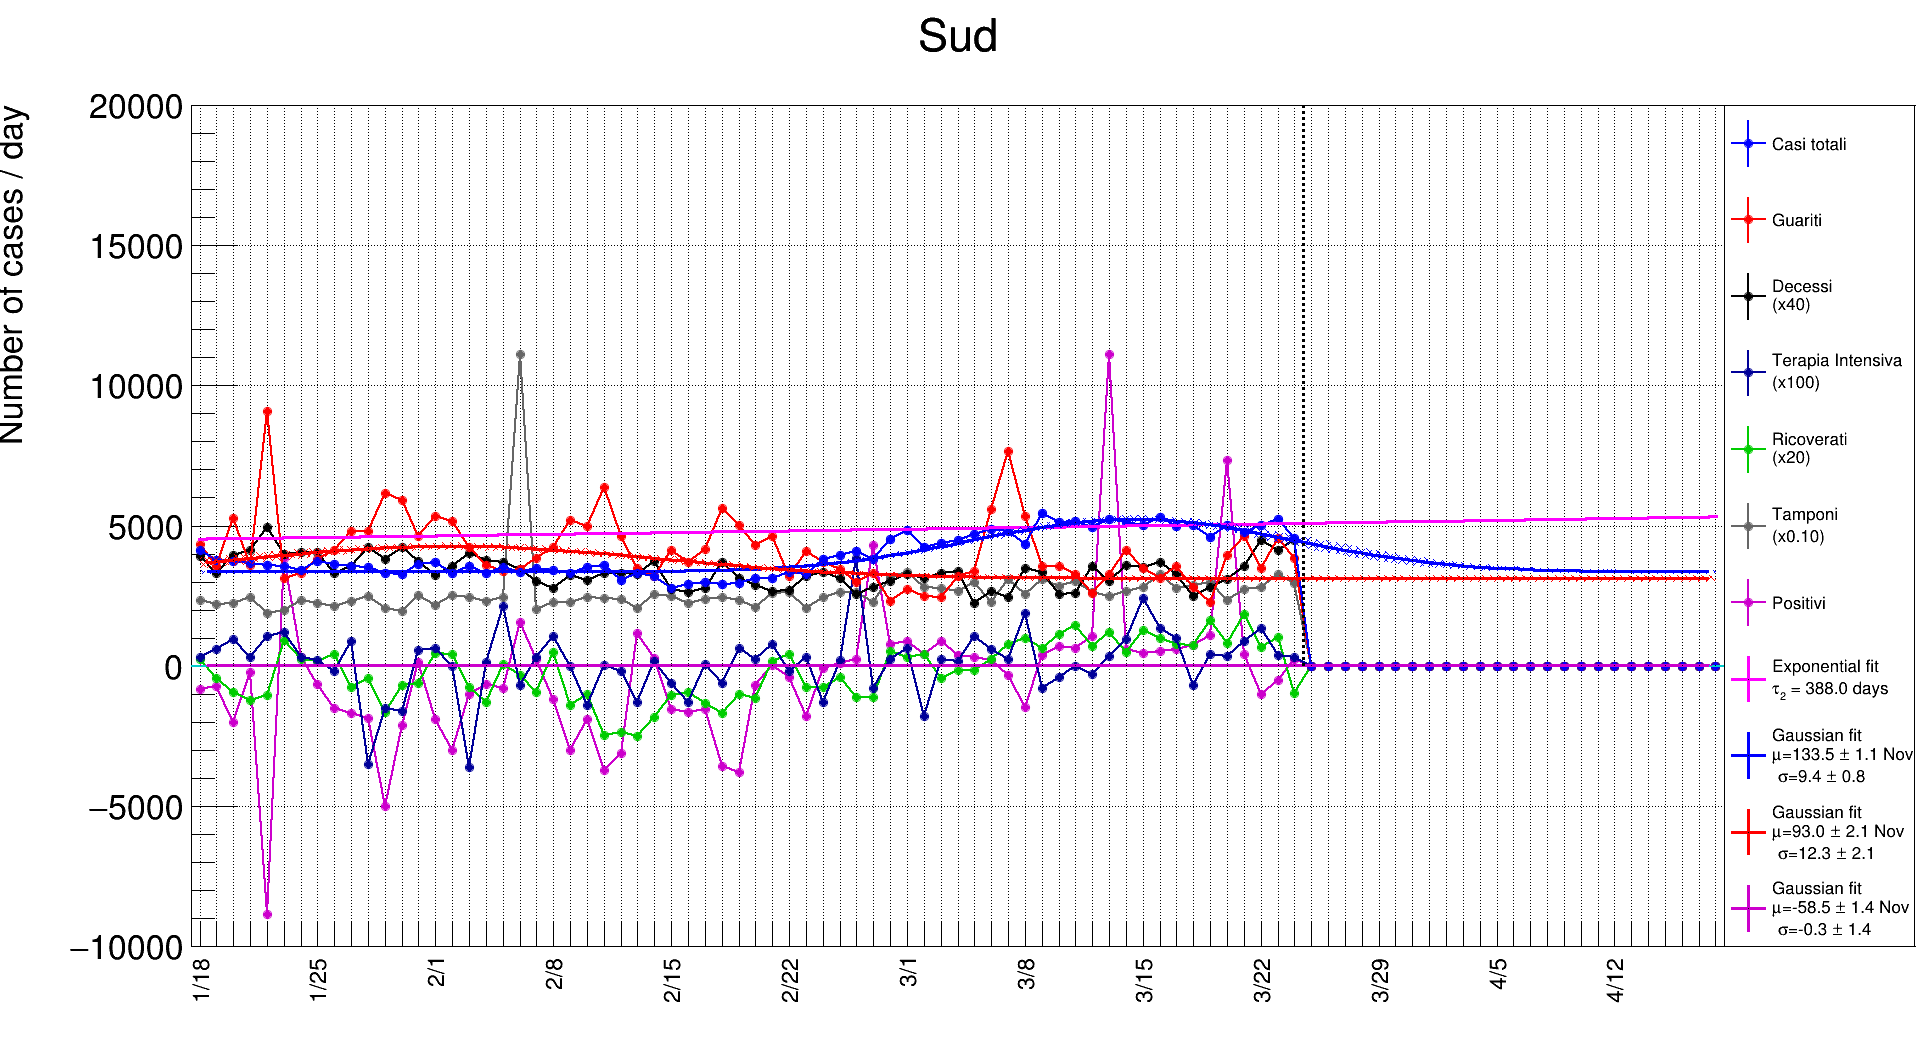 Sud
Number of cases / day
20000
15000
10000
5000
0
−5000
−10000
1/18
1/25
2/1
2/8
2/15
2/22
3/1
3/8
3/15
3/22
3/29
4/5
4/12
Casi totali
Guariti
Decessi
(x40)
Terapia Intensiva
(x100)
Ricoverati
(x20)
Tamponi
(x0.10)
Positivi
Exponential fit
τ2 = 388.0 days
Gaussian fit
μ=133.5 ± 1.1 Nov
σ=9.4 ± 0.8
Gaussian fit
μ=93.0 ± 2.1 Nov
σ=12.3 ± 2.1
Gaussian fit
μ=-58.5 ± 1.4 Nov
σ=-0.3 ± 1.4